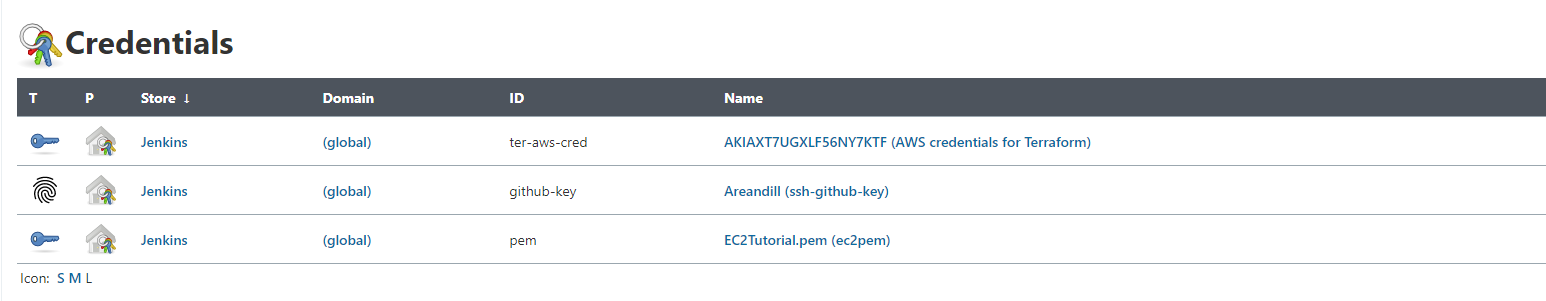 Credentials
T P Store ↓ Domain ID Name
Jenkins (global) ter-aws-cred AKIAXT7UGXLF56NY7KTF (AWS credentials for Terraform)
Jenkins (global) github-key Areandill (ssh-github-key)
Jenkins (global) pem EC2Tutorial.pem (ec2pem)
Icon: S M L